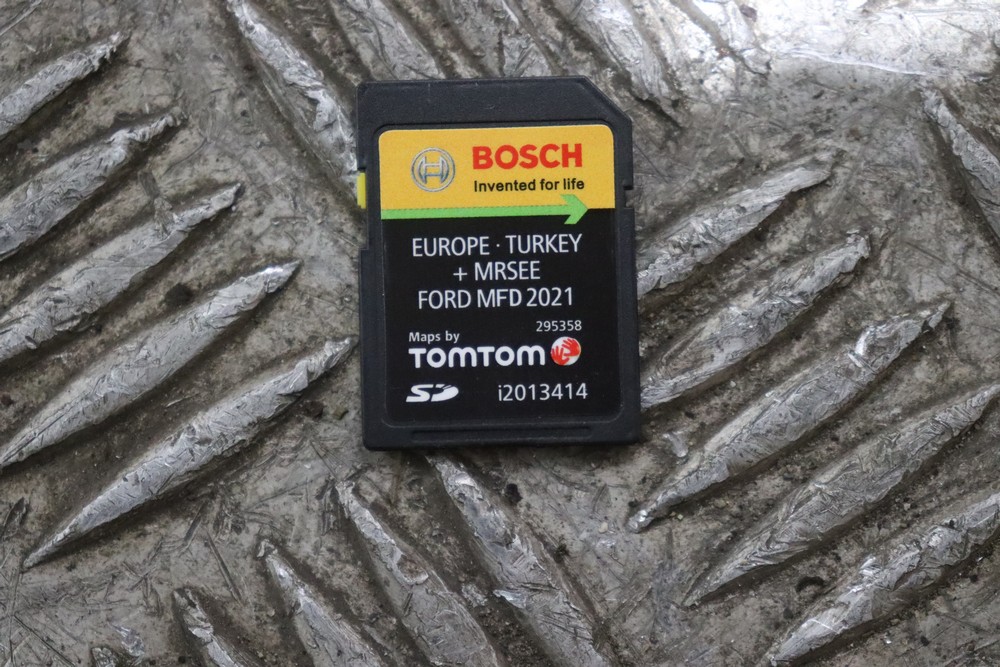 BOSCH
Invented for life
EUROPE · TURKEY
+ MRSEE
FORD MFD 2021
295358
Maps by
TOMTOM
SD i2013414